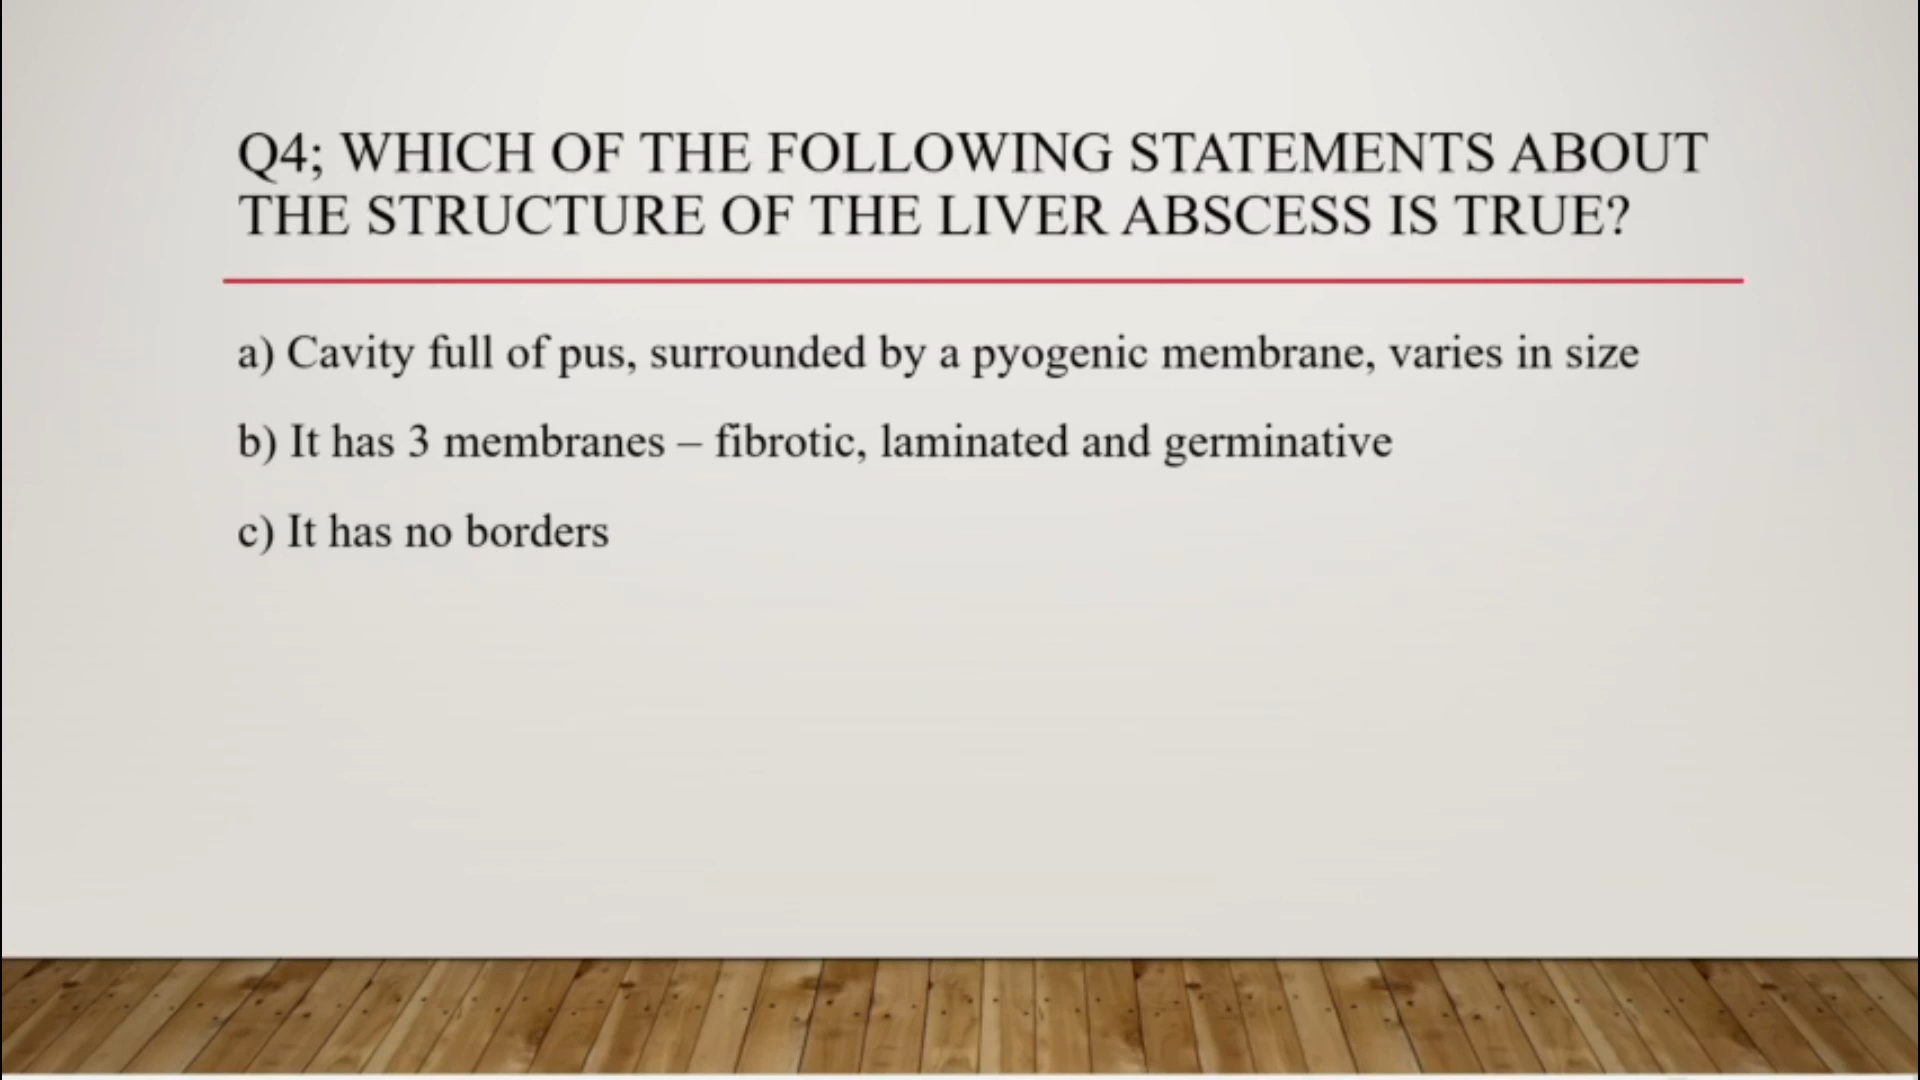 Q4; WHICH OF THE FOLLOWING STATEMENTS ABOUT
THE STRUCTURE OF THE LIVER ABSCESS IS TRUE?
a) Cavity full of pus, surrounded by a pyogenic membrane, varies in size
b) It has 3 membranes – fibrotic, laminated and germinative
c) It has no borders